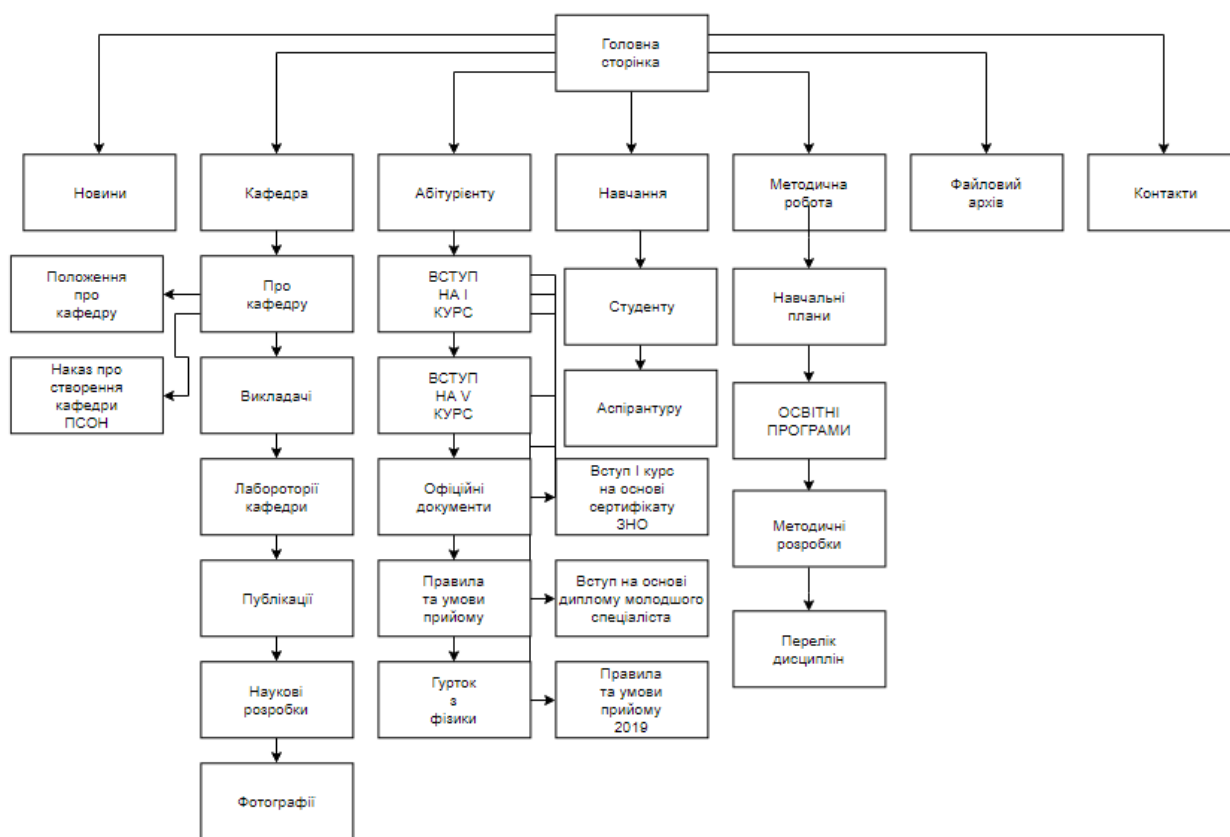 Головна
сторінка
Новини
Кафедра
Абітурієнту
Навчання
Методична
робота
Файловий
архів
Контакти
Положення
про
кафедру
Про
кафедру
ВСТУП
НА І
КУРС
Студенту
Навчальні
плани
Наказ про
створення
кафедри
ПСОН
Викладачі
ВСТУП
НА V
КУРС
Аспірантуру
ОСВІТНІ
ПРОГРАМИ
Лабороторії
кафедри
Офіційні
документи
Вступ І курс
на основі
сертифікату
ЗНО
Методичні
розробки
Публікації
Правила
та умови
прийому
Вступ на основі
диплому молодшого
спеціаліста
Перелік
дисциплін
Наукові
розробки
Гурток
з
фізики
Правила
та умови
прийому
2019
Фотографії